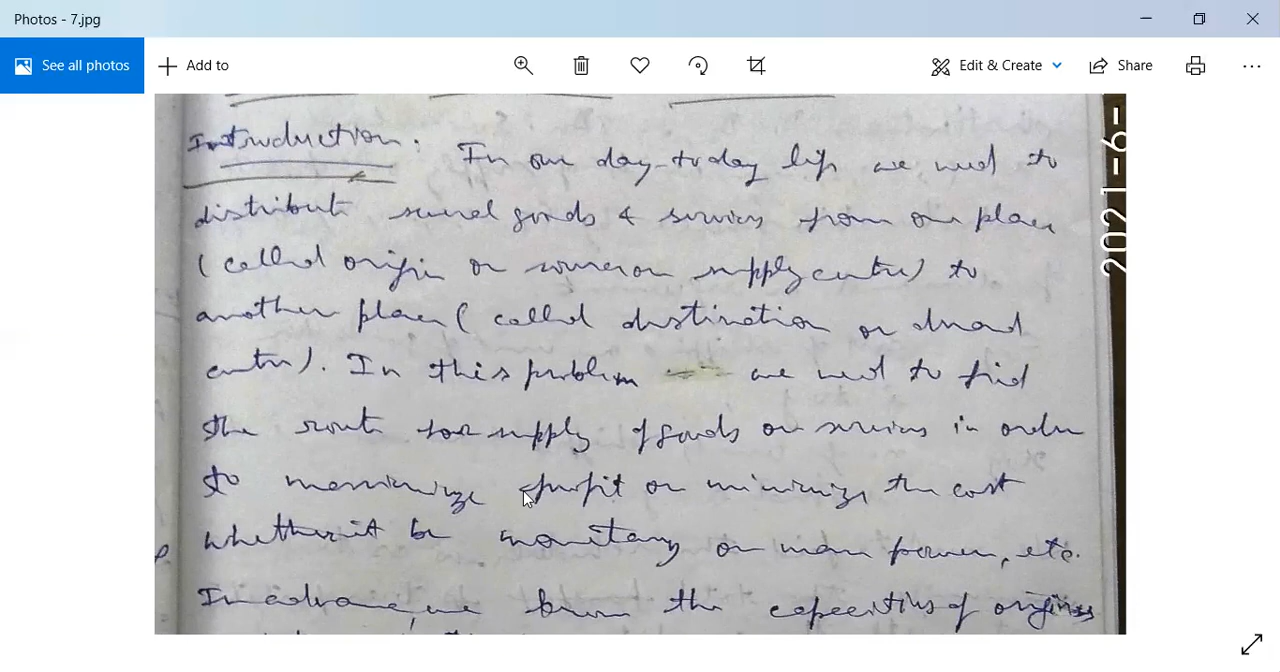 Photos - 7.jpg
See all photos
Add to
Edit & Create
Share
Introduction: In our day-to-day life we need to
distribute several goods & services from one place
(called origin or source or supply centre) to
another place (called destination or demand
centre). In this problem we need to find
the route for supply of goods or services in order
to maximize profit or minimize the cost
whether it be monitary or man power, etc.
In advance, we know the capacities of origins
2021-6-